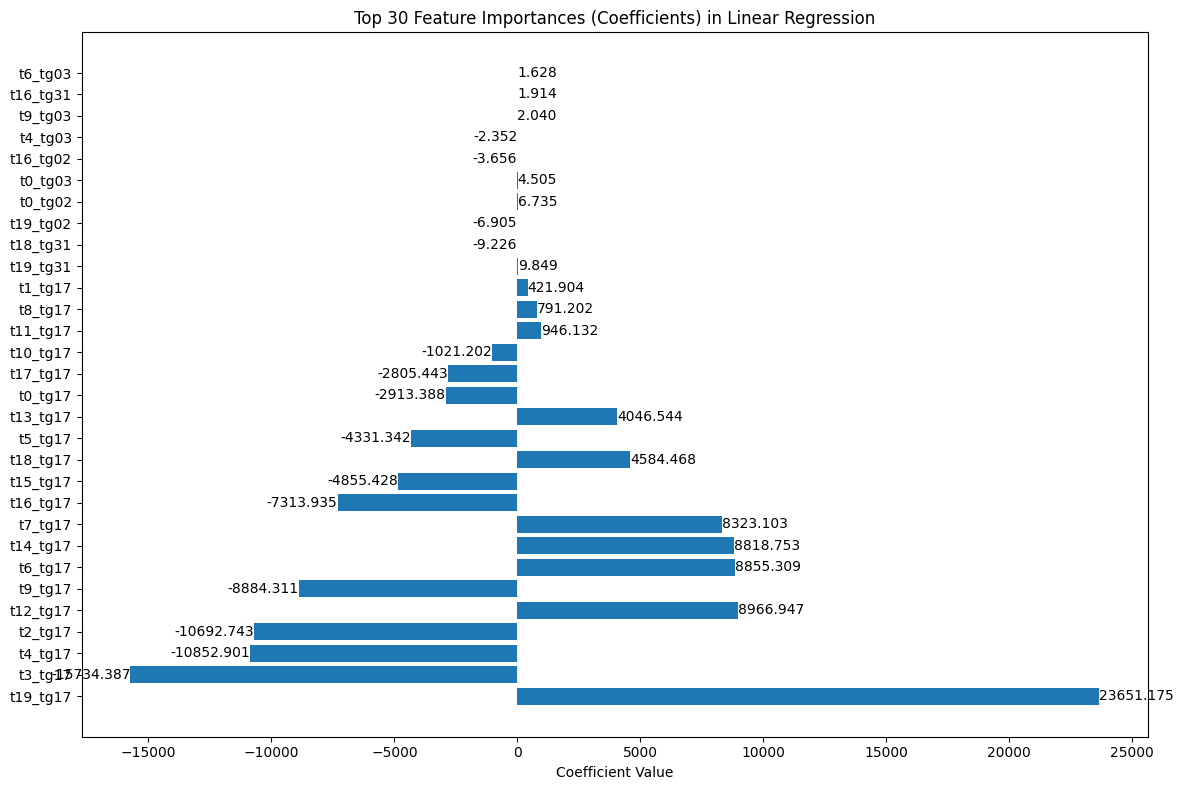 Top 30 Feature Importances (Coefficients) in Linear Regression
t6_tg03 1.628
t16_tg31 1.914
t9_tg03 2.040
t4_tg03 -2.352
t16_tg02 -3.656
t0_tg03 4.505
t0_tg02 6.735
t19_tg02 -6.905
t18_tg31 -9.226
t19_tg31 9.849
t1_tg17 421.904
t8_tg17 791.202
t11_tg17 946.132
t10_tg17 -1021.202
t17_tg17 -2805.443
t0_tg17 -2913.388
t13_tg17 4046.544
t5_tg17 -4331.342
t18_tg17 4584.468
t15_tg17 -4855.428
t16_tg17 -7313.935
t7_tg17 8323.103
t14_tg17 8818.753
t6_tg17 8855.309
t9_tg17 -8884.311
t12_tg17 8966.947
t2_tg17 -10692.743
t4_tg17 -10852.901
t3_tg17 -15734.387
t19_tg17 23651.175
−15000 −10000 −5000 0 5000 10000 15000 20000 25000
Coefficient Value